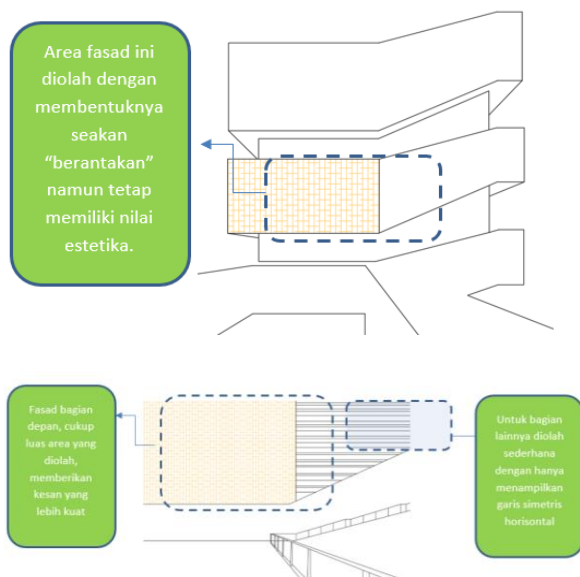 Area fasad ini
diolah dengan
membentuknya
seakan
“berantakan”
namun tetap
memiliki nilai
estetika.
Fasad bagian
depan, cukup
luas area yang
diolah,
memberikan
kesan yang
lebih kuat
Untuk bagian
lainnya diolah
sederhana
dengan hanya
menampilkan
garis simetris
horisontal